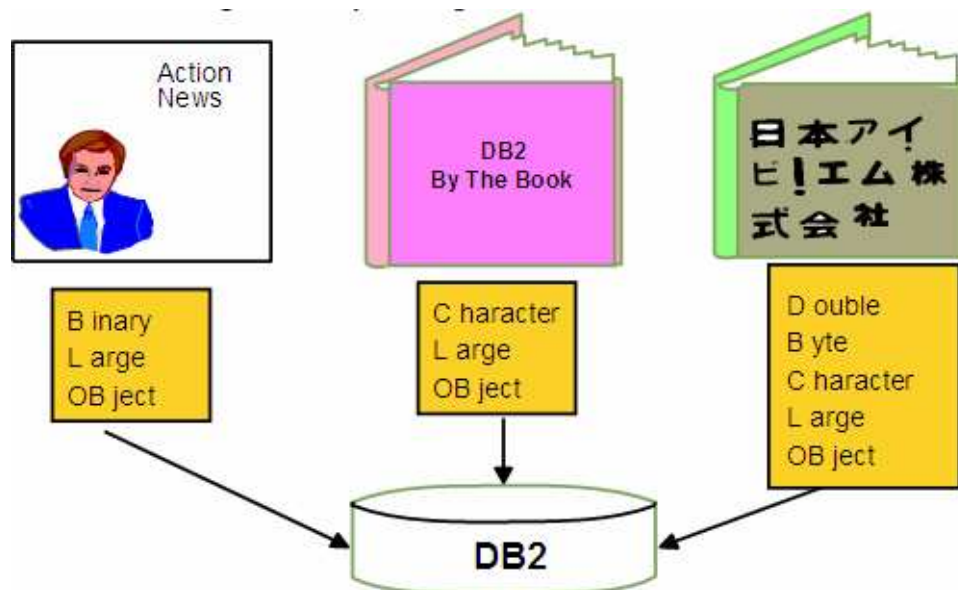 Action
News
DB2
By The Book
日本アイ
ビ!エム株
式会社
B inary
L arge
OB ject
C haracter
L arge
OB ject
D ouble
B yte
C haracter
L arge
OB ject
DB2